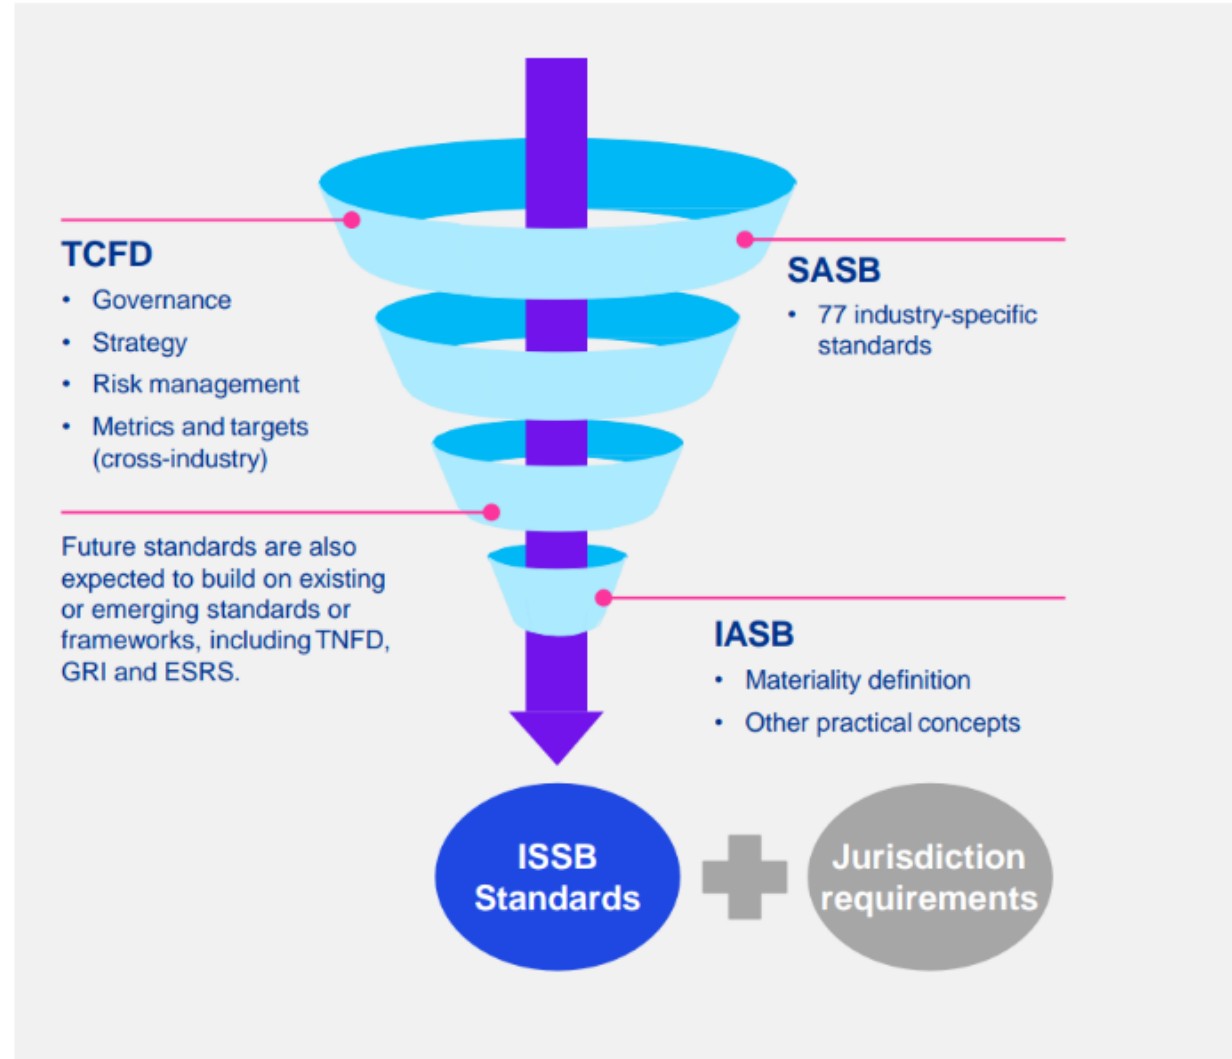 TCFD
• Governance
• Strategy
• Risk management
• Metrics and targets
(cross-industry)
SASB
• 77 industry-specific
standards
Future standards are also
expected to build on existing
or emerging standards or
frameworks, including TNFD,
GRI and ESRS.
IASB
• Materiality definition
• Other practical concepts
ISSB
Standards
Jurisdiction
requirements